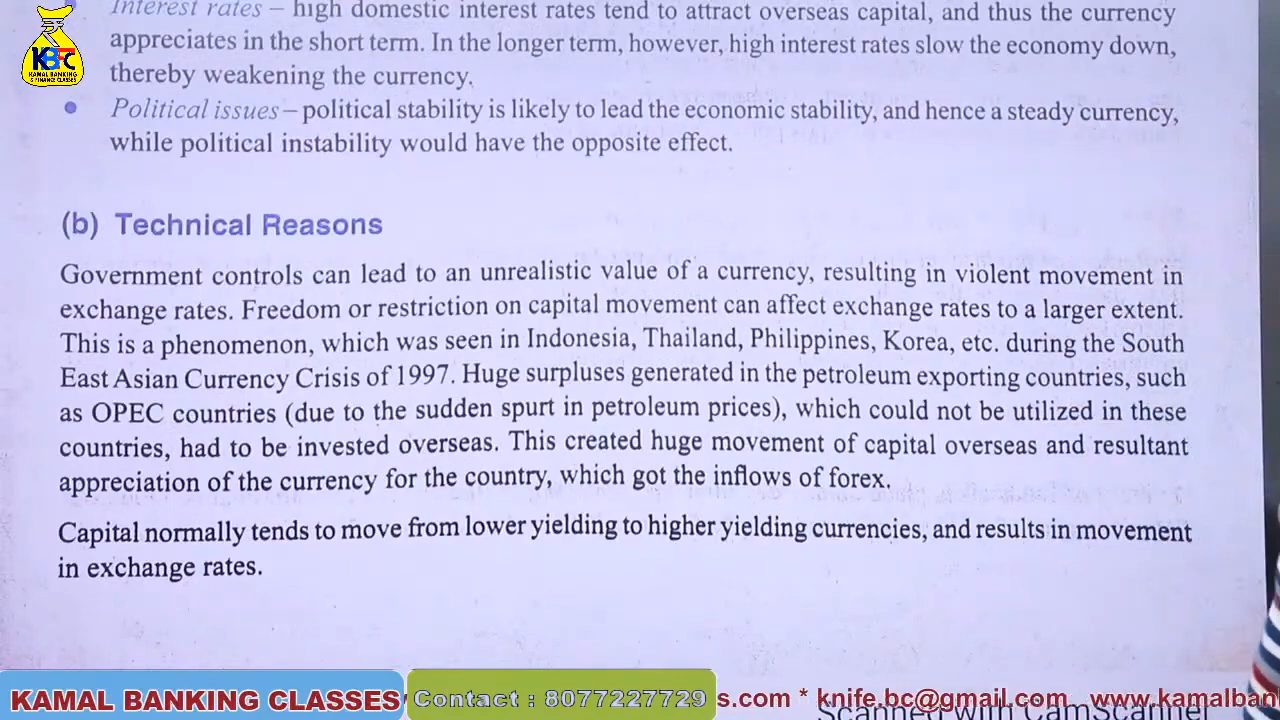 Interest rates – high domestic interest rates tend to attract overseas capital, and thus the currency
appreciates in the short term. In the longer term, however, high interest rates slow the economy down,
thereby weakening the currency.
• Political issues – political stability is likely to lead the economic stability, and hence a steady currency,
while political instability would have the opposite effect.
(b) Technical Reasons
Government controls can lead to an unrealistic value of a currency, resulting in violent movement in
exchange rates. Freedom or restriction on capital movement can affect exchange rates to a larger extent.
This is a phenomenon, which was seen in Indonesia, Thailand, Philippines, Korea, etc. during the South
East Asian Currency Crisis of 1997. Huge surpluses generated in the petroleum exporting countries, such
as OPEC countries (due to the sudden spurt in petroleum prices), which could not be utilized in these
countries, had to be invested overseas. This created huge movement of capital overseas and resultant
appreciation of the currency for the country, which got the inflows of forex.
Capital normally tends to move from lower yielding to higher yielding currencies, and results in movement
in exchange rates.
KBFC
KAMAL BANKING
& FINANCE CLASSES
KAMAL BANKING CLASSES
Contact : 8077227729
s.com * knife.bc@gmail.com www.kamalban
Scanned with CamScanner